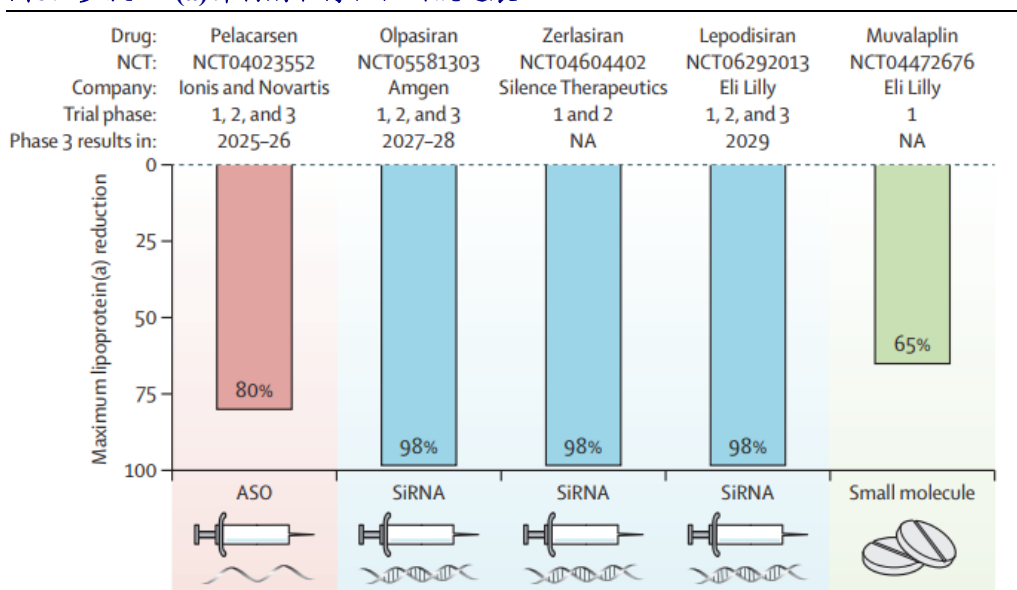 Drug: Pelacarsen Olpasiran Zerlasiran Lepodisiran Muvalaplin
NCT: NCT04023552 NCT05581303 NCT04604402 NCT06292013 NCT04472676
Company: Ionis and Novartis Amgen Silence Therapeutics Eli Lilly Eli Lilly
Trial phase: 1, 2, and 3 1, 2, and 3 1 and 2 1, 2, and 3 1
Phase 3 results in: 2025–26 2027–28 NA 2029 NA
Maximum lipoprotein(a) reduction
0
25
50
75
100
80% 98% 98% 98% 65%
ASO SiRNA SiRNA SiRNA Small molecule